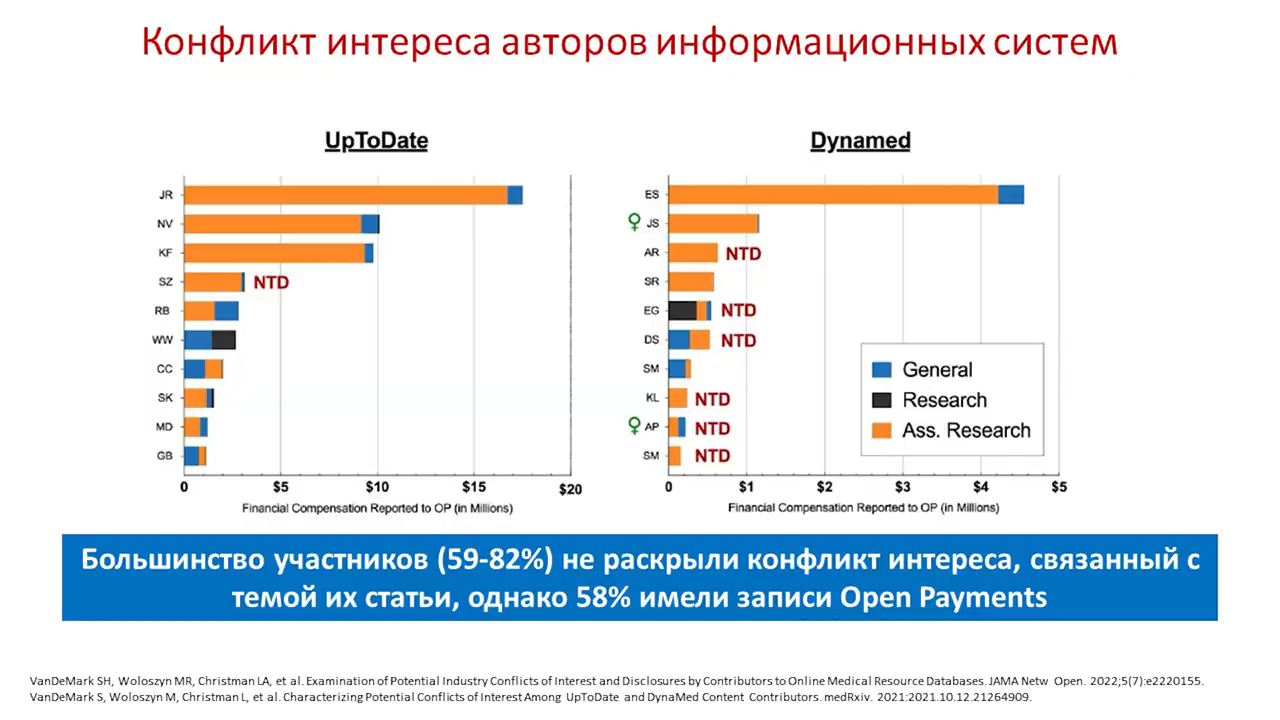 Конфликт интереса авторов информационных систем
UpToDate
JR
NV
KF
SZ NTD
RB
WW
CC
SK
MD
GB
0 $5 $10 $15 $20
Financial Compensation Reported to OP (in Millions)
Dynamed
ES
♀ JS
AR NTD
SR
EG NTD
DS NTD
SM
KL NTD
♀ AP NTD
SM NTD
General
Research
Ass. Research
0 $1 $2 $3 $4 $5
Financial Compensation Reported to OP (in Millions)
Большинство участников (59-82%) не раскрыли конфликт интереса, связанный с
темой их статьи, однако 58% имели записи Open Payments
VanDeMark SH, Woloszyn MR, Christman LA, et al. Examination of Potential Industry Conflicts of Interest and Disclosures by Contributors to Online Medical Resource Databases. JAMA Netw Open. 2022;5(7):e2220155.
VanDeMark S, Woloszyn M, Christman L, et al. Characterizing Potential Conflicts of Interest Among UpToDate and DynaMed Content Contributors. medRxiv. 2021:2021.10.12.21264909.